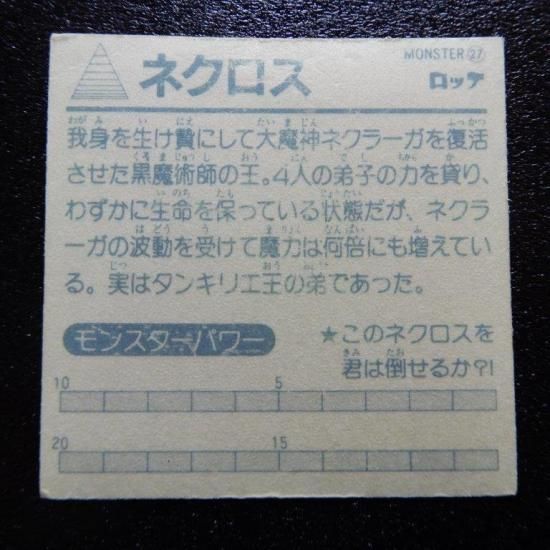 MONSTER㉗
ネクロス
ロッテ
我身を生け贄にして大魔神ネクラーガを復活
させた黒魔術師の王。4人の弟子の力を貸り、
わずかに生命を保っている状態だが、ネクラ
ーガの波動を受けて魔力は何倍にも増えてい
る。実はタンキリエ王の弟であった。
モンスターパワー
★このネクロスを
君は倒せるか?!
10 5
20 15